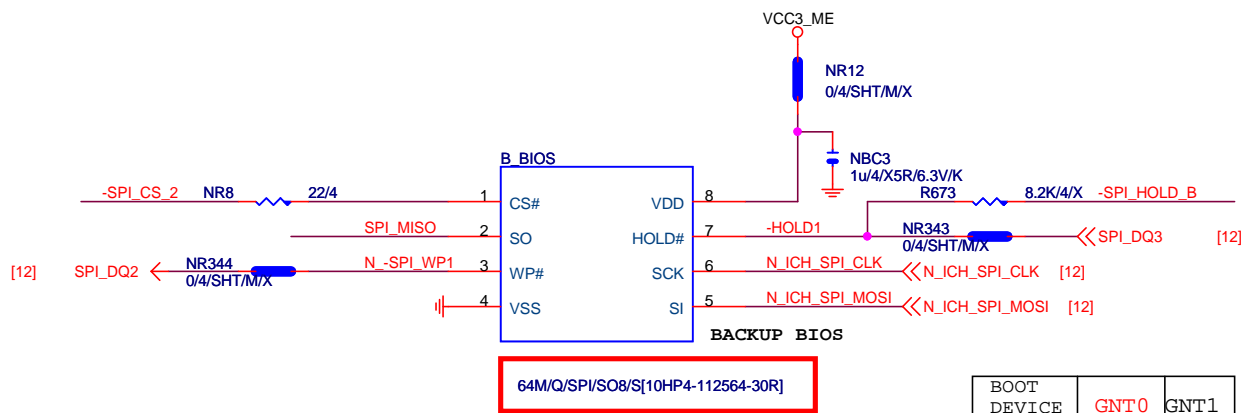 VCC3_ME
NR12
0/4/SHT/M/X
B_BIOS
NBC3
1u/4/X5R/6.3V/K
-SPI_CS_2 NR8 22/4 1 CS# VDD 8 R673 8.2K/4/X -SPI_HOLD_B
SPI_MISO 2 SO HOLD# 7 -HOLD1 NR343 SPI_DQ3 [12]
0/4/SHT/M/X
[12] SPI_DQ2 NR344 N_-SPI_WP1 3 WP# SCK 6 N_ICH_SPI_CLK N_ICH_SPI_CLK [12]
0/4/SHT/M/X
4 VSS SI 5 N_ICH_SPI_MOSI N_ICH_SPI_MOSI [12]
BACKUP BIOS
64M/Q/SPI/SO8/S[10HP4-112564-30R]
BOOT
DEVICE GNT0 GNT1